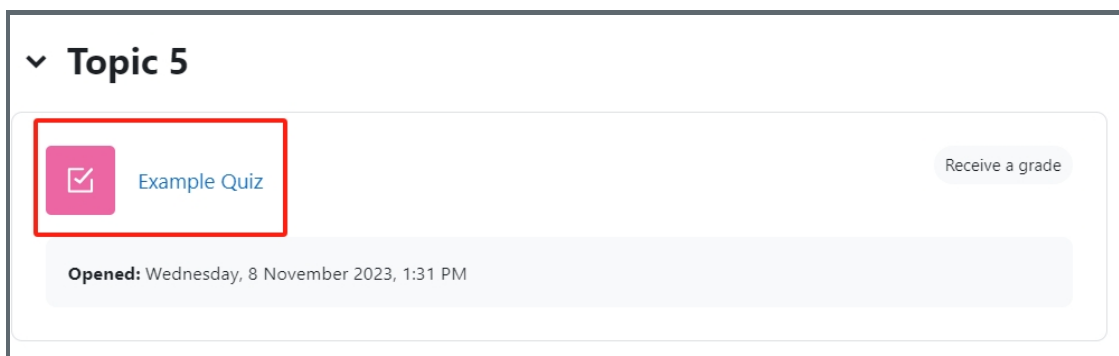 Topic 5
Example Quiz
Receive a grade
Opened: Wednesday, 8 November 2023, 1:31 PM